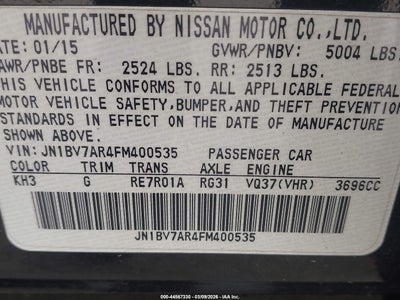 MANUFACTURED BY NISSAN MOTOR CO.,LTD.
DATE: 01/15 GVWR/PNBV: 5004 LBS.
GAWR/PNBE FR: 2524 LBS. RR: 2513 LBS.
THIS VEHICLE CONFORMS TO ALL APPLICABLE FEDERAL
MOTOR VEHICLE SAFETY,BUMPER,AND THEFT PREVENTION
STANDARDS IN EFFECT ON THE DATE OF MANUFACTURE
SHOWN ABOVE.
VIN: JN1BV7AR4FM400535 PASSENGER CAR
COLOR TRIM TRANS AXLE ENGINE
KH3 G RE7R01A RG31 VQ37(VHR) 3696CC
JN1BV7AR4FM400535
000-44567330 - 03/09/2026 - IAAI